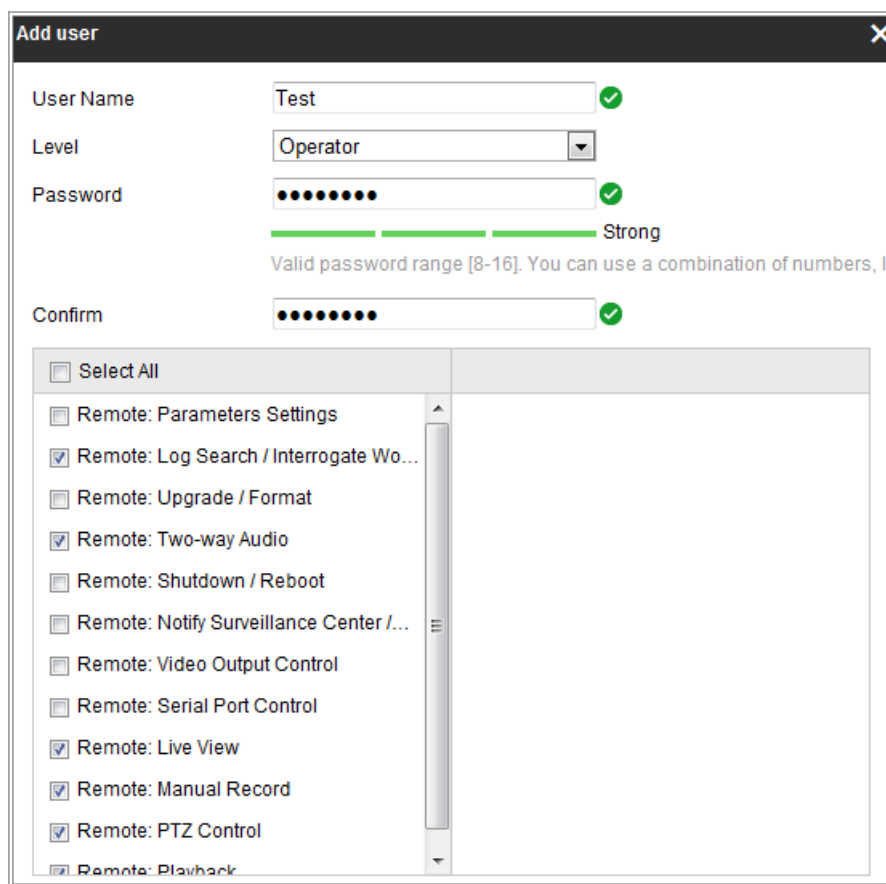 Add user
User Name Test
Level Operator
Password ••••••••
Strong
Valid password range [8-16]. You can use a combination of numbers,
Confirm ••••••••
Select All
Remote: Parameters Settings
Remote: Log Search / Interrogate Wo...
Remote: Upgrade / Format
Remote: Two-way Audio
Remote: Shutdown / Reboot
Remote: Notify Surveillance Center /...
Remote: Video Output Control
Remote: Serial Port Control
Remote: Live View
Remote: Manual Record
Remote: PTZ Control
Remote: Playback